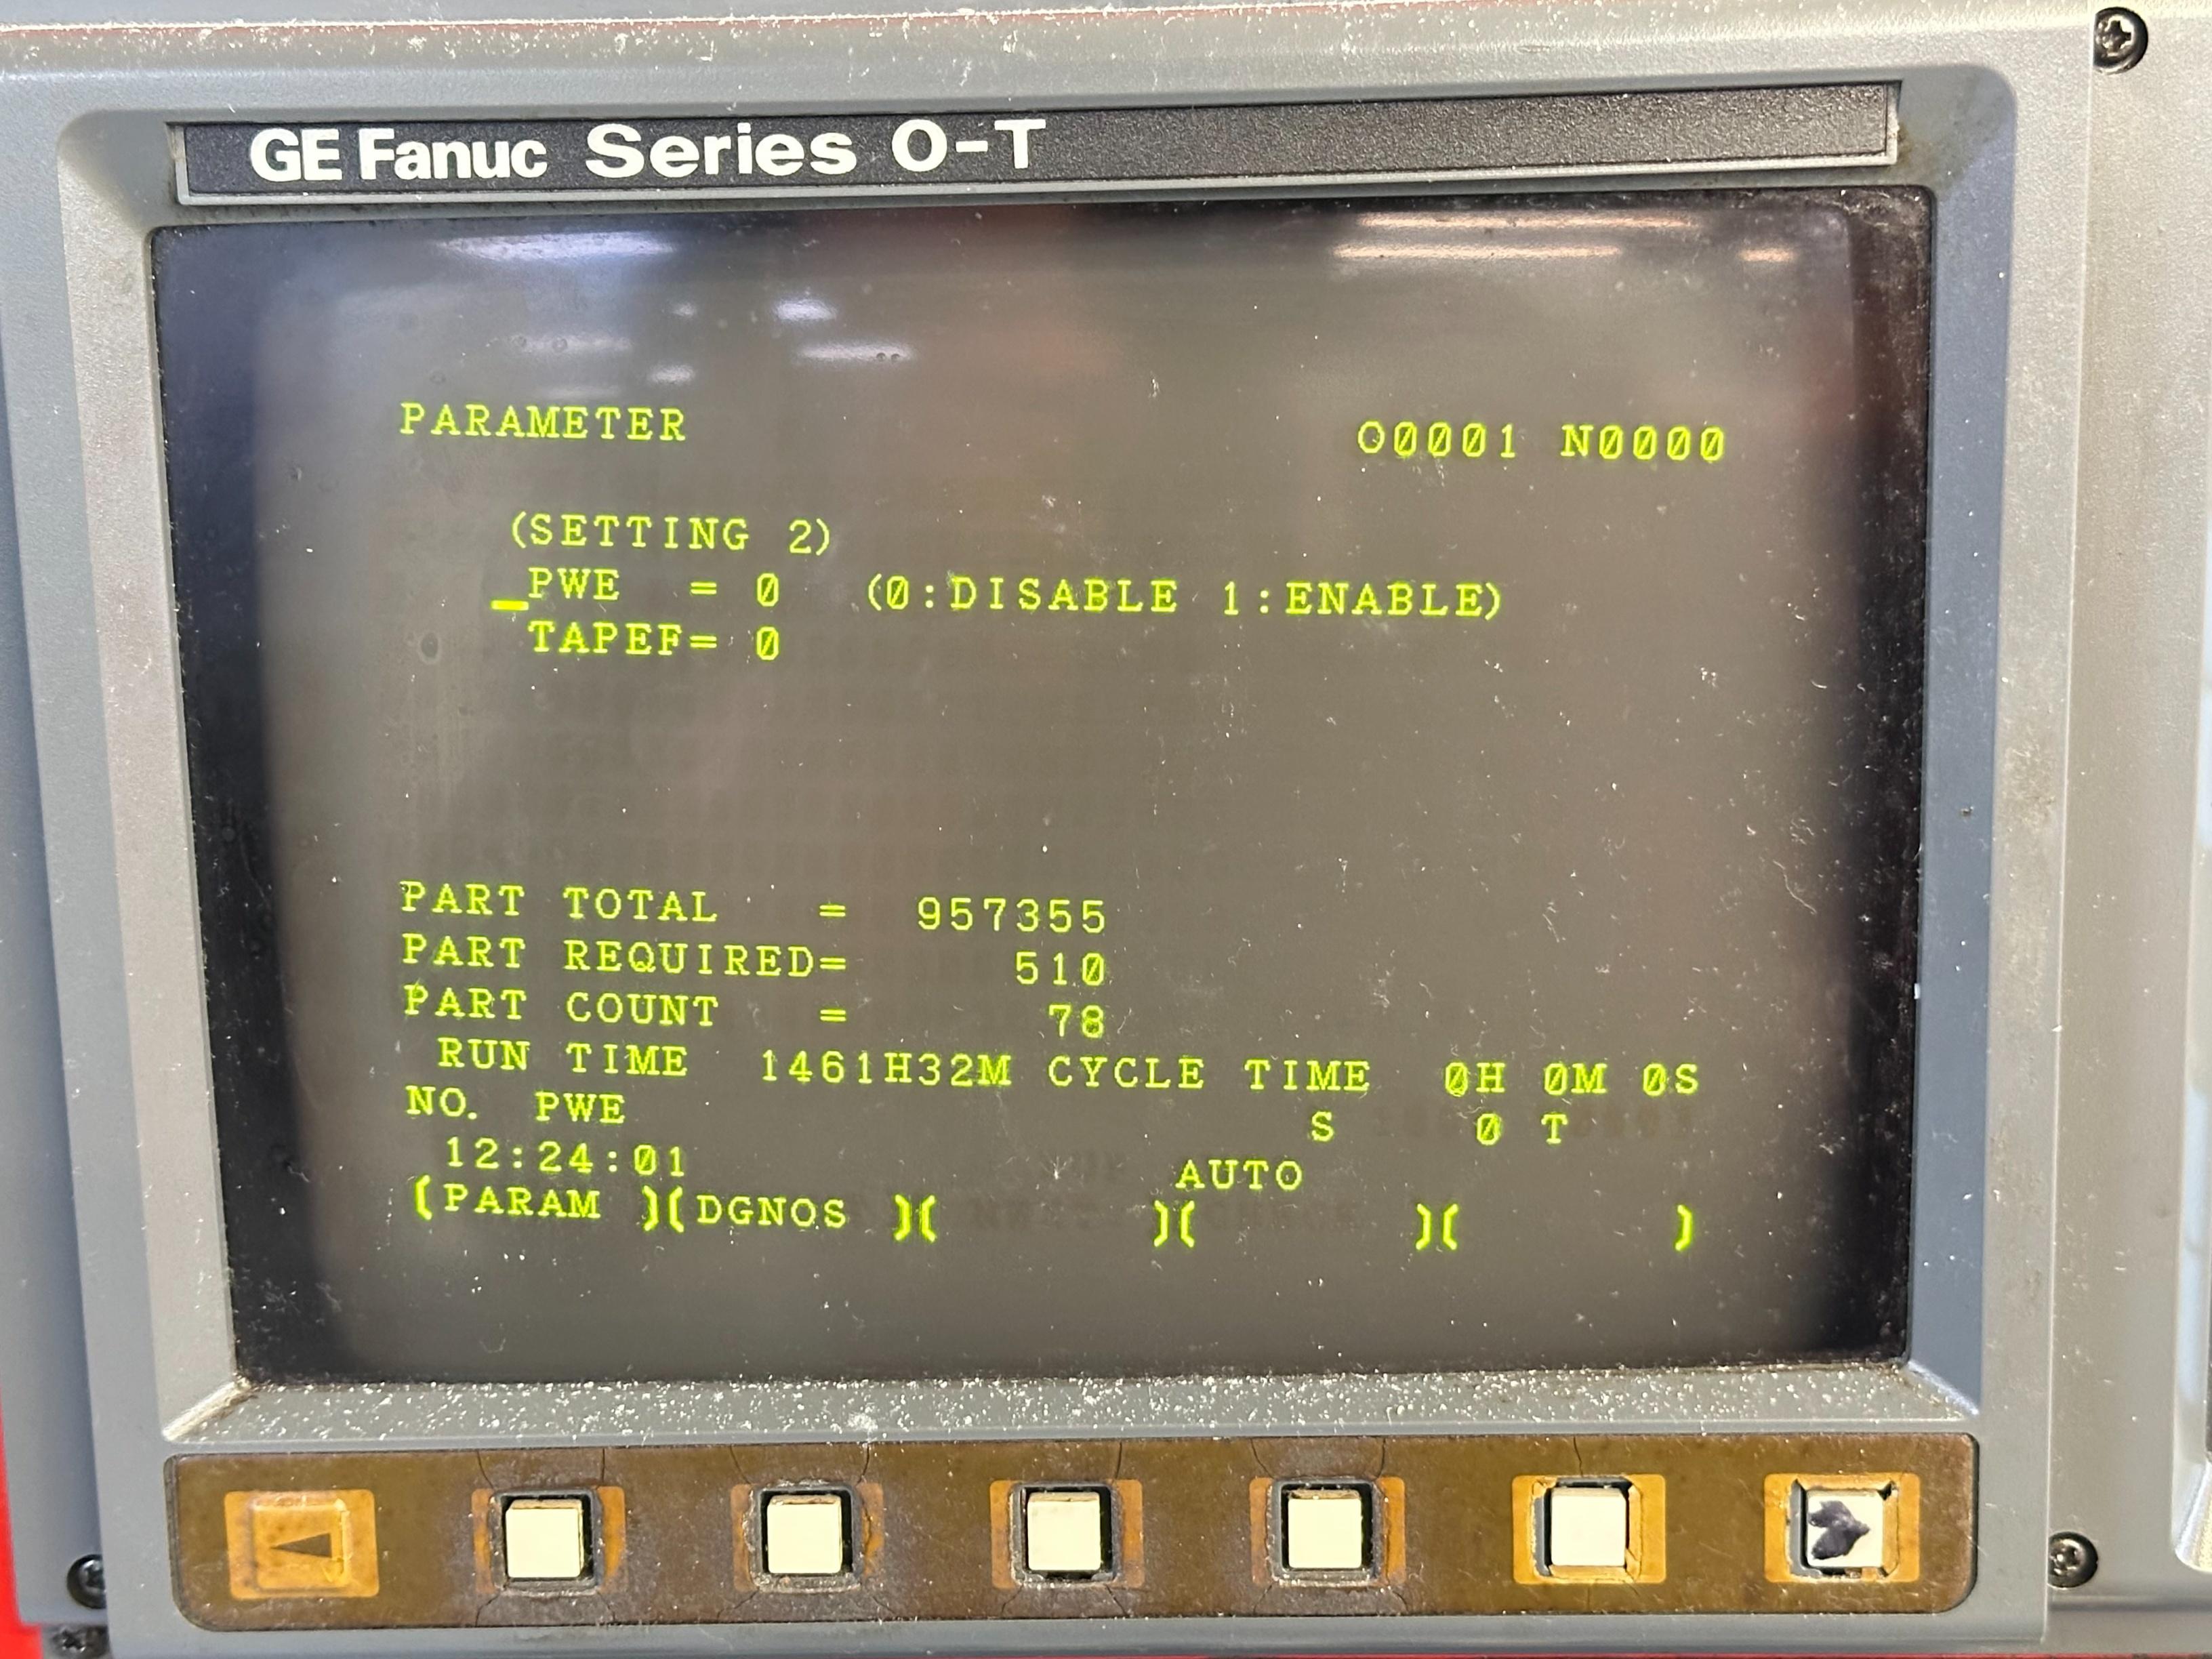 GE Fanuc Series O-T
PARAMETER O0001 N0000
(SETTING 2)
_PWE = 0 (0:DISABLE 1:ENABLE)
TAPEF= 0
PART TOTAL = 957355
PART REQUIRED= 510
PART COUNT = 78
RUN TIME 1461H32M CYCLE TIME 0H 0M 0S
NO. PWE S 0 T
12:24:01 AUTO
[PARAM ][DGNOS ][ ][ ][ ]